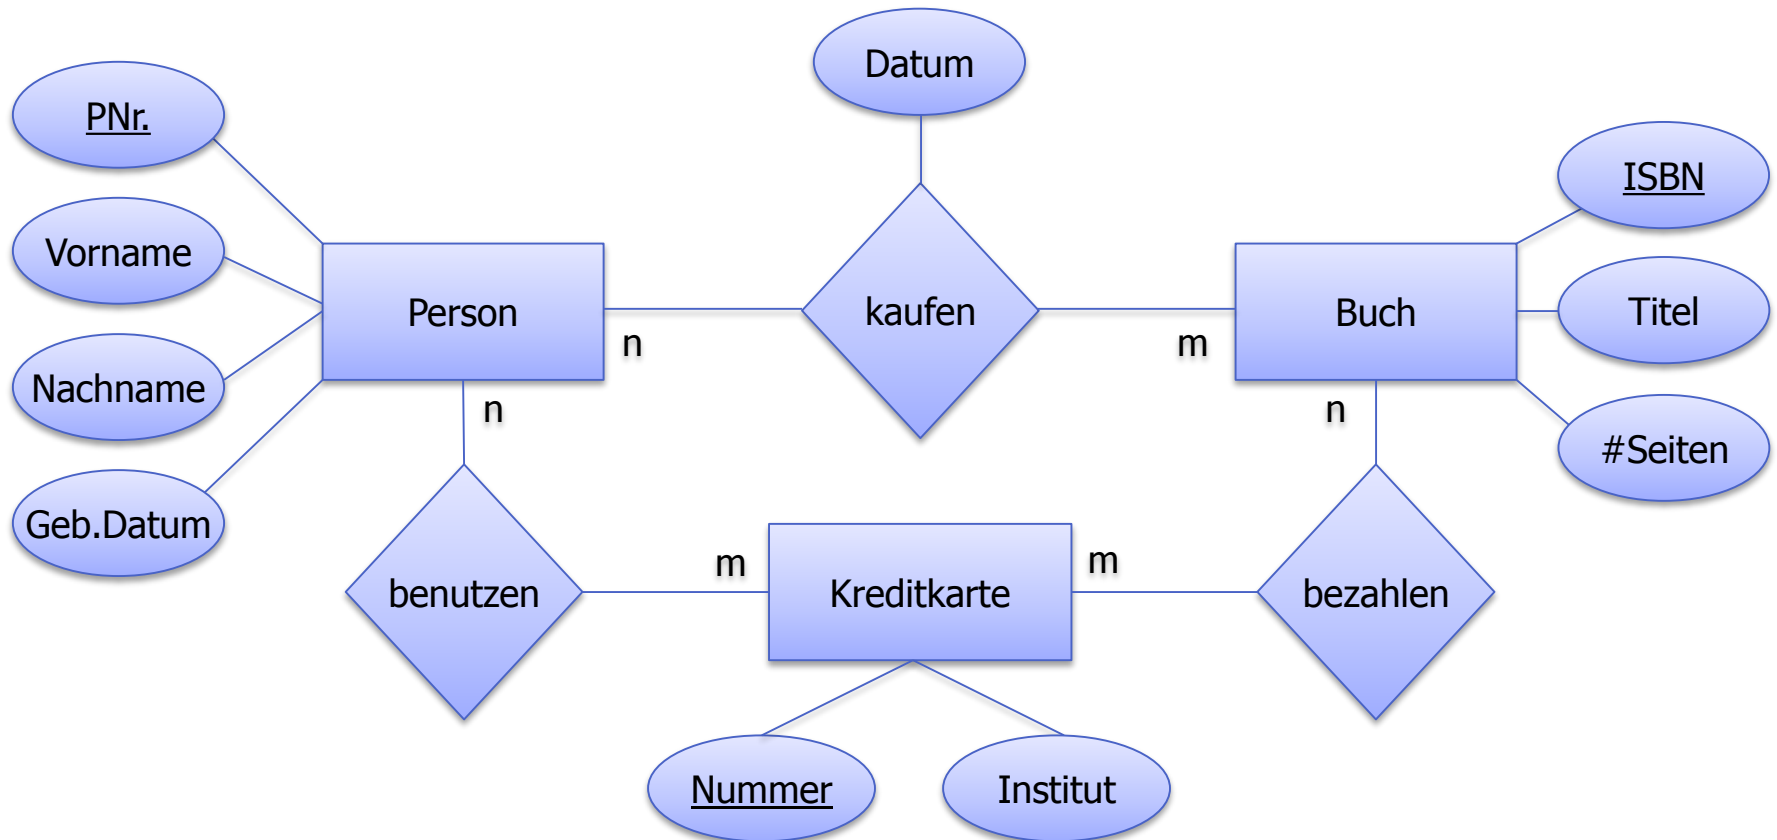 Datum
PNr.
ISBN
Vorname
Person
kaufen
Buch
Titel
n
m
Nachname
n
n
#Seiten
Geb.Datum
benutzen
m
Kreditkarte
m
bezahlen
Nummer
Institut